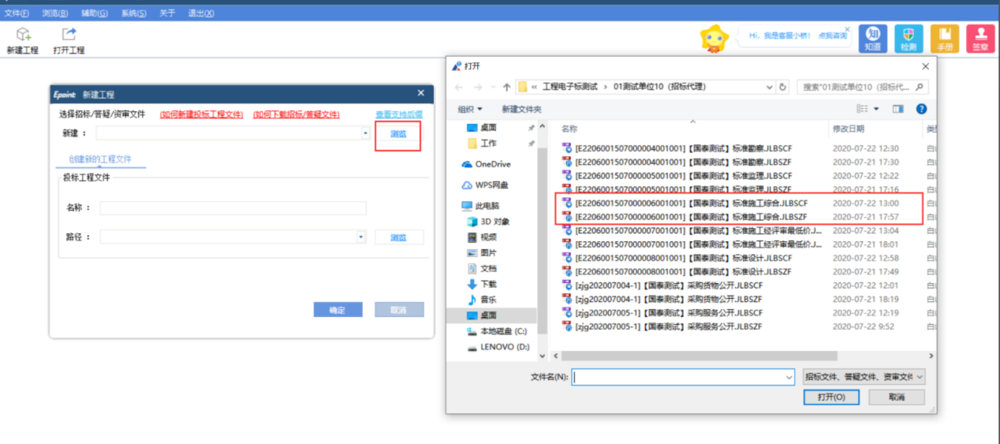 文件(F) 浏览(B) 辅助(G) 系统(S) 关于 退出(X)
新建工程 打开工程
Hi，我是客服小桥！ 点我咨询
知 知道 检测 手册 签章
Epoint 新建工程
选择招标/答疑/资审文件 (如何新建投标工程文件) (如何下载招标/答疑文件) 查看支持后缀
新建： 浏览
创建新的工程文件
投标工程文件
名称：
路径： 浏览
确定 取消
打开
« 工程电子标测试 › 01测试单位10（招标代理） 搜索"01测试单位10（招标代...
组织 新建文件夹
桌面
工作
OneDrive
WPS网盘
此电脑
3D 对象
视频
图片
文档
下载
音乐
桌面
本地磁盘 (C:)
LENOVO (D:)
名称 修改日期
[E2206001507000004001001]【国泰测试】标准勘察.JLBSCF 2020-07-22 12:30
[E2206001507000004001001]【国泰测试】标准勘察.JLBSZF 2020-07-21 17:30
[E2206001507000005001001]【国泰测试】标准监理.JLBSCF 2020-07-22 12:22
[E2206001507000005001001]【国泰测试】标准监理.JLBSZF 2020-07-21 17:16
[E2206001507000006001001]【国泰测试】标准施工综合.JLBSCF 2020-07-22 13:00
[E2206001507000006001001]【国泰测试】标准施工综合.JLBSZF 2020-07-21 17:57
[E2206001507000007001001]【国泰测试】标准施工经评审最低价.J... 2020-07-22 13:04
[E2206001507000007001001]【国泰测试】标准施工经评审最低价.J... 2020-07-21 18:01
[E2206001507000008001001]【国泰测试】标准设计.JLBSCF 2020-07-22 12:58
[E2206001507000008001001]【国泰测试】标准设计.JLBSZF 2020-07-21 17:49
[zjg202007004-1]【国泰测试】采购货物公开.JLBSCF 2020-07-22 12:01
[zjg202007004-1]【国泰测试】采购货物公开.JLBSZF 2020-07-21 18:19
[zjg202007005-1]【国泰测试】采购服务公开.JLBSCF 2020-07-22 12:19
[zjg202007005-1]【国泰测试】采购服务公开.JLBSZF 2020-07-22 9:52
文件名(N): 招标文件、答疑文件、资审文件
打开(O) 取消